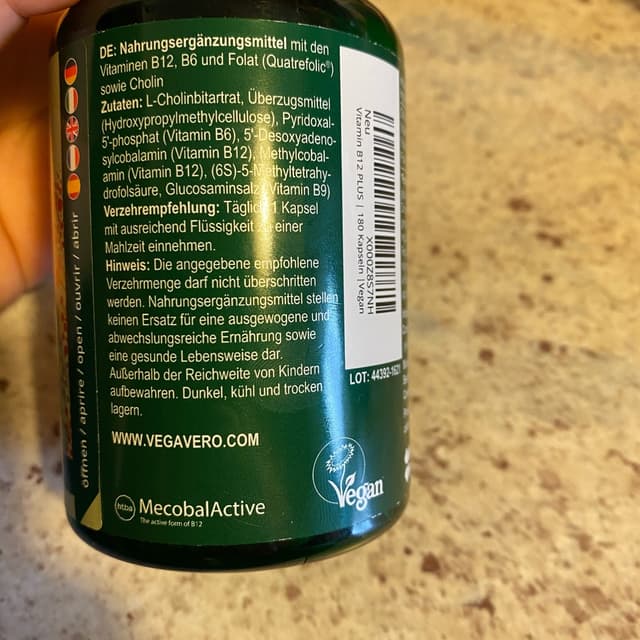 DE: Nahrungsergänzungsmittel mit den
Vitaminen B12, B6 und Folat (Quatrefolic®)
sowie Cholin
Zutaten: L-Cholinbitartrat, Überzugsmittel
(Hydroxypropylmethylcellulose), Pyridoxal-
5'-phosphat (Vitamin B6), 5'-Desoxyadeno-
sylcobalamin (Vitamin B12), Methylcobal-
amin (Vitamin B12), (6S)-5-Methyltetrahy-
drofolsäure, Glucosaminsalz (Vitamin B9)
Verzehrempfehlung: Täglich 1 Kapsel
mit ausreichend Flüssigkeit zu einer
Mahlzeit einnehmen.
Hinweis: Die angegebene empfohlene
Verzehrmenge darf nicht überschritten
werden. Nahrungsergänzungsmittel stellen
keinen Ersatz für eine ausgewogene und
abwechslungsreiche Ernährung sowie
eine gesunde Lebensweise dar.
Außerhalb der Reichweite von Kindern
aufbewahren. Dunkel, kühl und trocken
lagern.
WWW.VEGAVERO.COM
htba
MecobalActive
The active form of B12
Vegan
öffnen / aprire / open / ouvrir / abrir
X000Z8S7NH
Vitamin B12 PLUS | 180 Kapseln |Vegan
Neu
LOT: 44392-1621